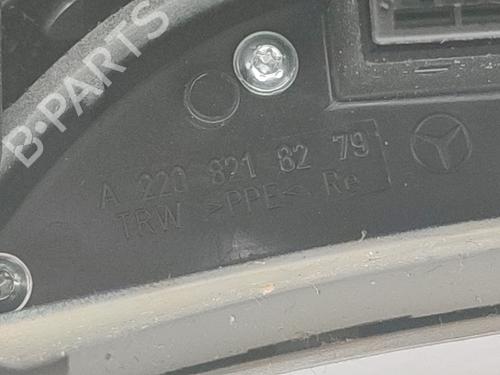 B-PARTS
A 220 821 82 79
TRW >PPE< Re